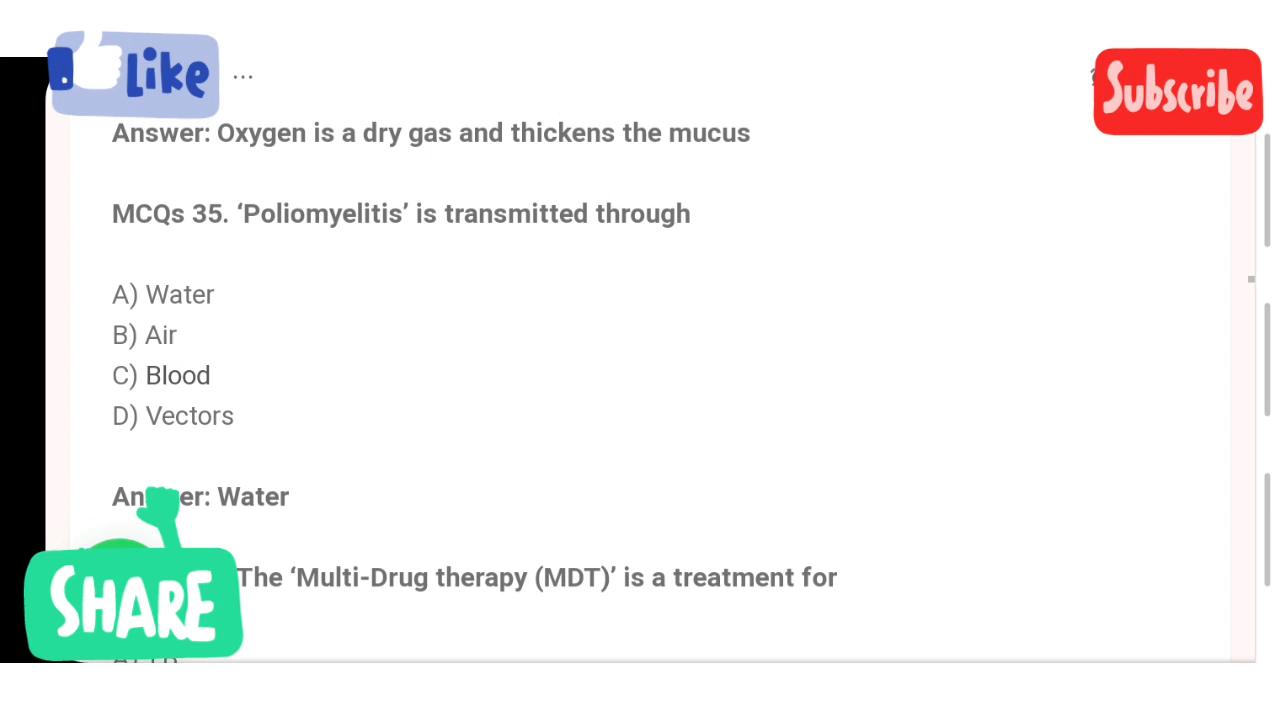 Like ...
Subscribe
Answer: Oxygen is a dry gas and thickens the mucus
MCQs 35. ‘Poliomyelitis’ is transmitted through
A) Water
B) Air
C) Blood
D) Vectors
Answer: Water
The ‘Multi-Drug therapy (MDT)’ is a treatment for
SHARE